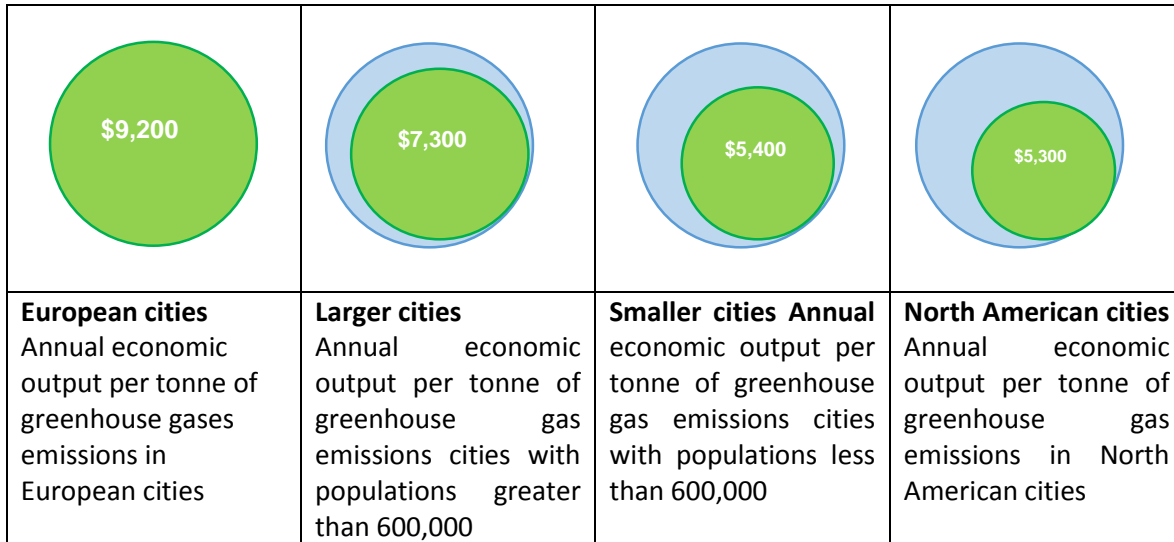 $9,200
$7,300
$5,400
$5,300
European cities
Annual economic
output per tonne of
greenhouse gases
emissions in
European cities
Larger cities
Annual economic
output per tonne of
greenhouse gas
emissions cities with
populations greater
than 600,000
Smaller cities Annual
economic output per
tonne of greenhouse
gas emissions cities
with populations less
than 600,000
North American cities
Annual economic
output per tonne of
greenhouse gas
emissions in North
American cities